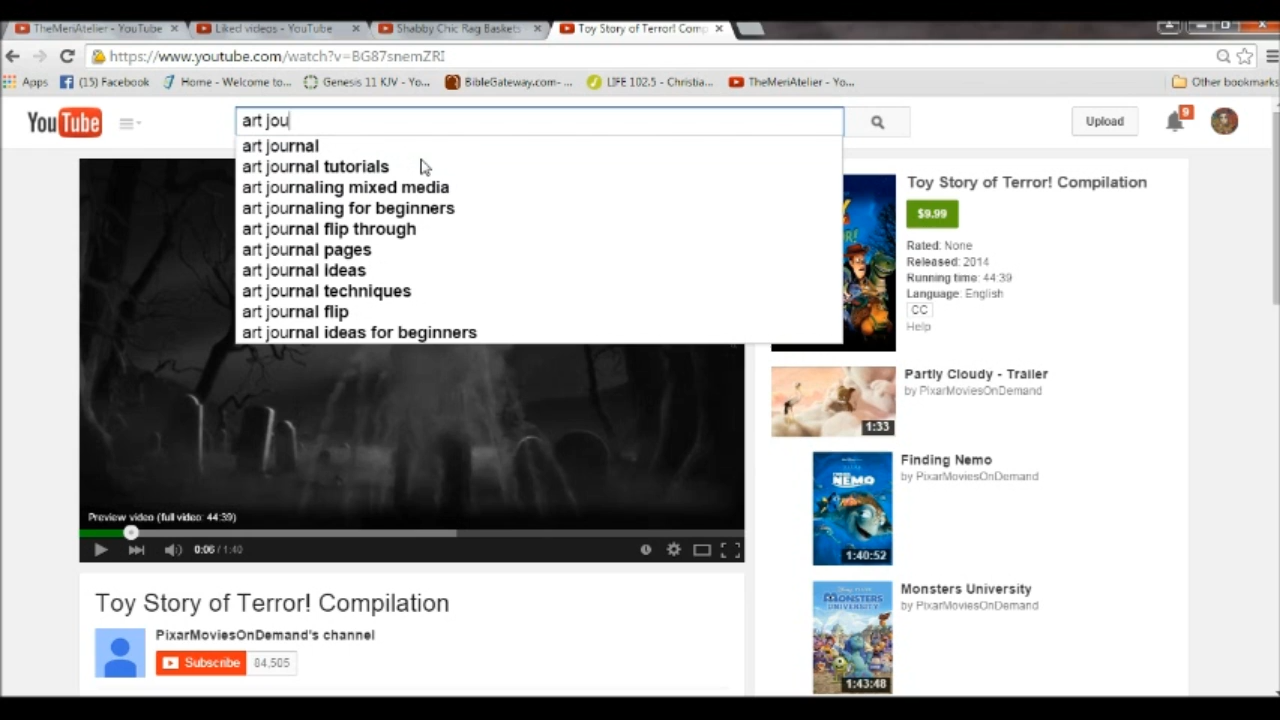 TheMeriAtelier - YouTube
Liked videos - YouTube
Shabby Chic Rag Baskets
Toy Story of Terror! Comp
https://www.youtube.com/watch?v=BG87snemZRI
Apps
(15) Facebook
Home - Welcome to...
Genesis 11 KJV - Yo...
BibleGateway.com- ...
LIFE 102.5 - Christia...
TheMeriAtelier - Yo...
Other bookmarks
YouTube
art jou
Upload
9
art journal
art journal tutorials
art journaling mixed media
art journaling for beginners
art journal flip through
art journal pages
art journal ideas
art journal techniques
art journal flip
art journal ideas for beginners
Preview video (full video: 44:39)
0:06 / 1:40
Toy Story of Terror! Compilation
PixarMoviesOnDemand's channel
Subscribe
84,505
Toy Story of Terror! Compilation
$9.99
Rated: None
Released: 2014
Running time: 44:39
Language: English
CC
Help
Partly Cloudy - Trailer
by PixarMoviesOnDemand
1:33
Finding Nemo
by PixarMoviesOnDemand
NEMO
1:40:52
Monsters University
by PixarMoviesOnDemand
MONSTERS
UNIVERSITY
1:43:48